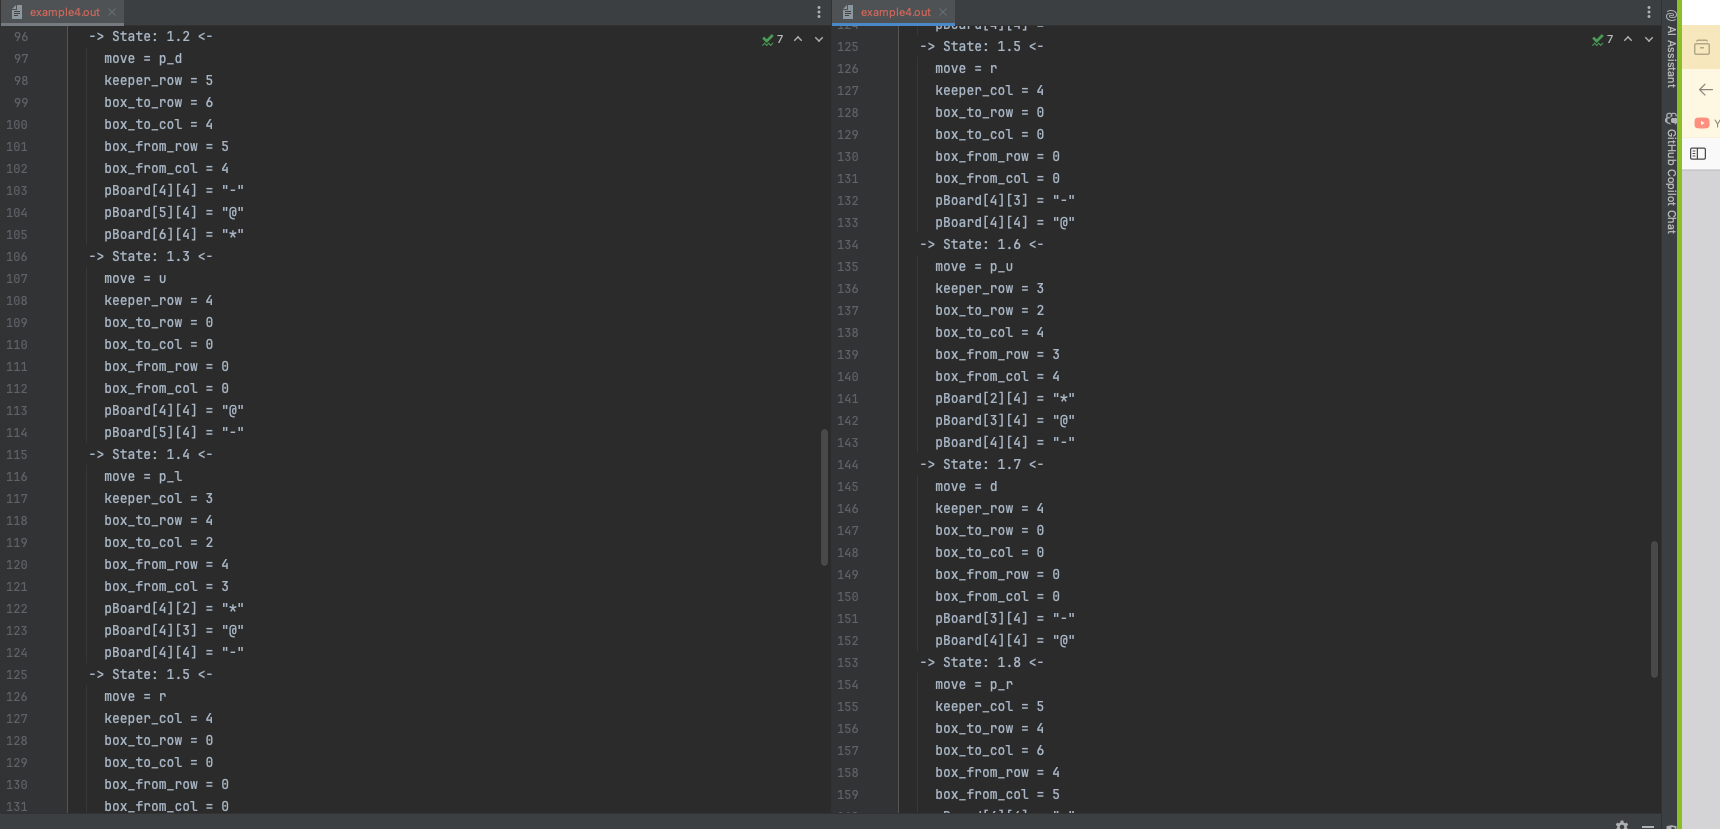 example4.out
96 -> State: 1.2 <-
97 move = p_d
98 keeper_row = 5
99 box_to_row = 6
100 box_to_col = 4
101 box_from_row = 5
102 box_from_col = 4
103 pBoard[4][4] = "-"
104 pBoard[5][4] = "@"
105 pBoard[6][4] = "*"
106 -> State: 1.3 <-
107 move = u
108 keeper_row = 4
109 box_to_row = 0
110 box_to_col = 0
111 box_from_row = 0
112 box_from_col = 0
113 pBoard[4][4] = "@"
114 pBoard[5][4] = "-"
115 -> State: 1.4 <-
116 move = p_l
117 keeper_col = 3
118 box_to_row = 4
119 box_to_col = 2
120 box_from_row = 4
121 box_from_col = 3
122 pBoard[4][2] = "*"
123 pBoard[4][3] = "@"
124 pBoard[4][4] = "-"
125 -> State: 1.5 <-
126 move = r
127 keeper_col = 4
128 box_to_row = 0
129 box_to_col = 0
130 box_from_row = 0
131 box_from_col = 0
7
example4.out
125 -> State: 1.5 <-
126 move = r
127 keeper_col = 4
128 box_to_row = 0
129 box_to_col = 0
130 box_from_row = 0
131 box_from_col = 0
132 pBoard[4][3] = "-"
133 pBoard[4][4] = "@"
134 -> State: 1.6 <-
135 move = p_u
136 keeper_row = 3
137 box_to_row = 2
138 box_to_col = 4
139 box_from_row = 3
140 box_from_col = 4
141 pBoard[2][4] = "*"
142 pBoard[3][4] = "@"
143 pBoard[4][4] = "-"
144 -> State: 1.7 <-
145 move = d
146 keeper_row = 4
147 box_to_row = 0
148 box_to_col = 0
149 box_from_row = 0
150 box_from_col = 0
151 pBoard[3][4] = "-"
152 pBoard[4][4] = "@"
153 -> State: 1.8 <-
154 move = p_r
155 keeper_col = 5
156 box_to_row = 4
157 box_to_col = 6
158 box_from_row = 4
159 box_from_col = 5
7
AI Assistant
GitHub Copilot Chat
Y